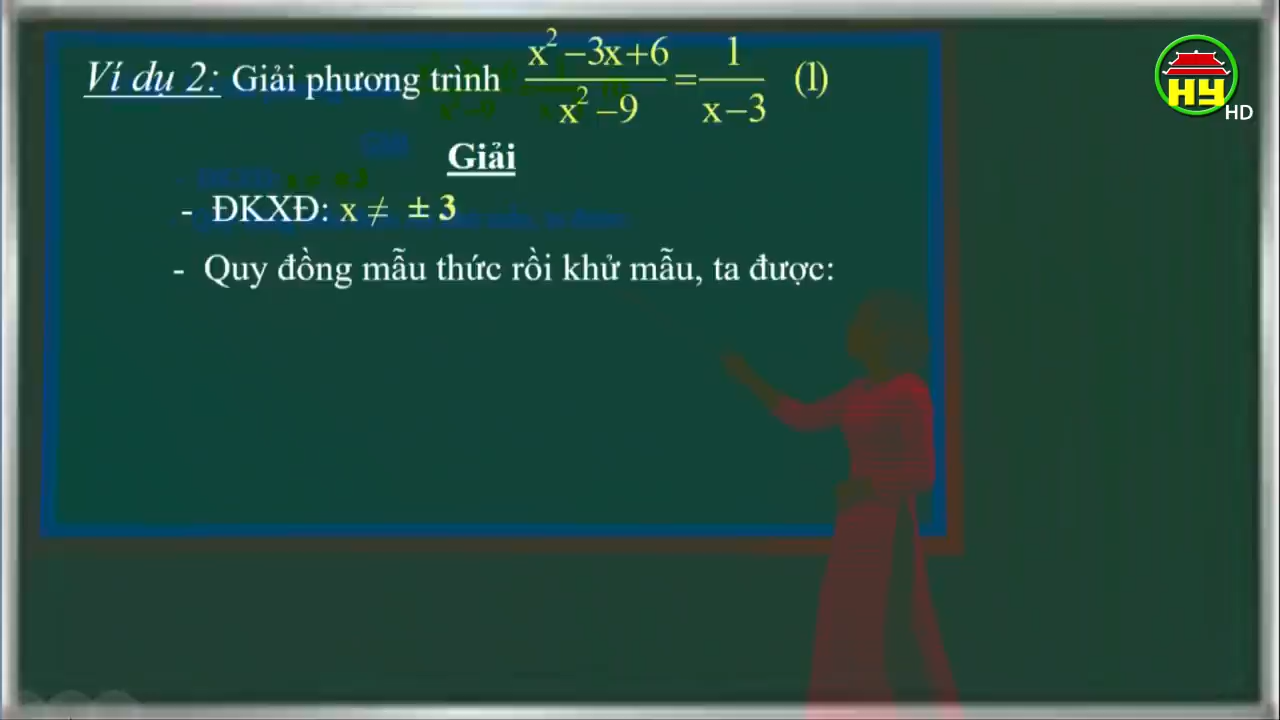 Ví dụ 2: Giải phương trình x² – 3x + 6 / x² – 9 = 1 / x – 3 (1)
HY HD
Giải
- ĐKXĐ: x ≠ ± 3
- Quy đồng mẫu thức rồi khử mẫu, ta được: